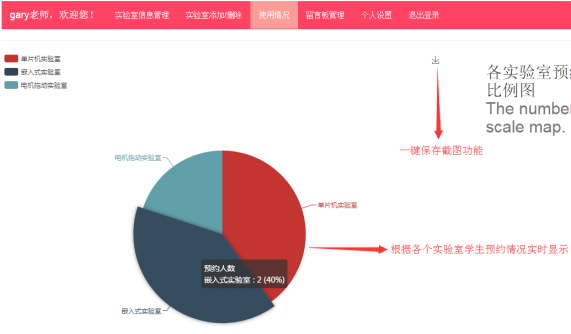 gary老师，欢迎您！ 实验室信息管理 实验室添加/删除 使用情况 留言板管理 个人设置 退出登录
单片机实验室
嵌入式实验室
电机拖动实验室
各实验室预
比例图
The number
scale map.
一键保存截图功能
电机拖动实验室
单片机实验室
根据各个实验室学生预约情况实时显示
预约人数
嵌入式实验室 : 2 (40%)
嵌入式实验室